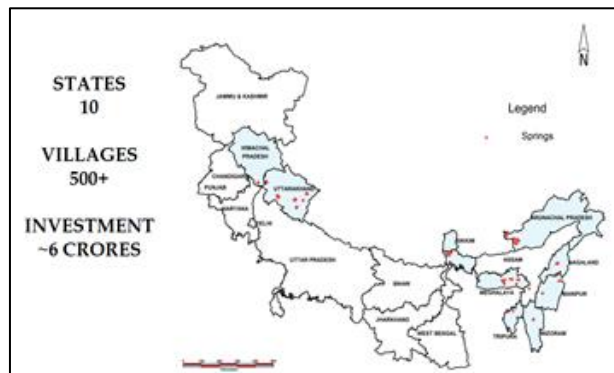 STATES
10
VILLAGES
500+
INVESTMENT
~6 CRORES
N
Legend
Springs
JAMMU & KASHMIR
HIMACHAL
PRADESH
CHANDIGARH
PUNJAB
UTTARAKHAND
HARYANA
DELHI
UTTAR PRADESH
BIHAR
JHARKHAND
WEST BENGAL
SIKKIM
ARUNACHAL PRADESH
ASSAM
NAGALAND
MEGHALAYA
MANIPUR
TRIPURA
MIZORAM